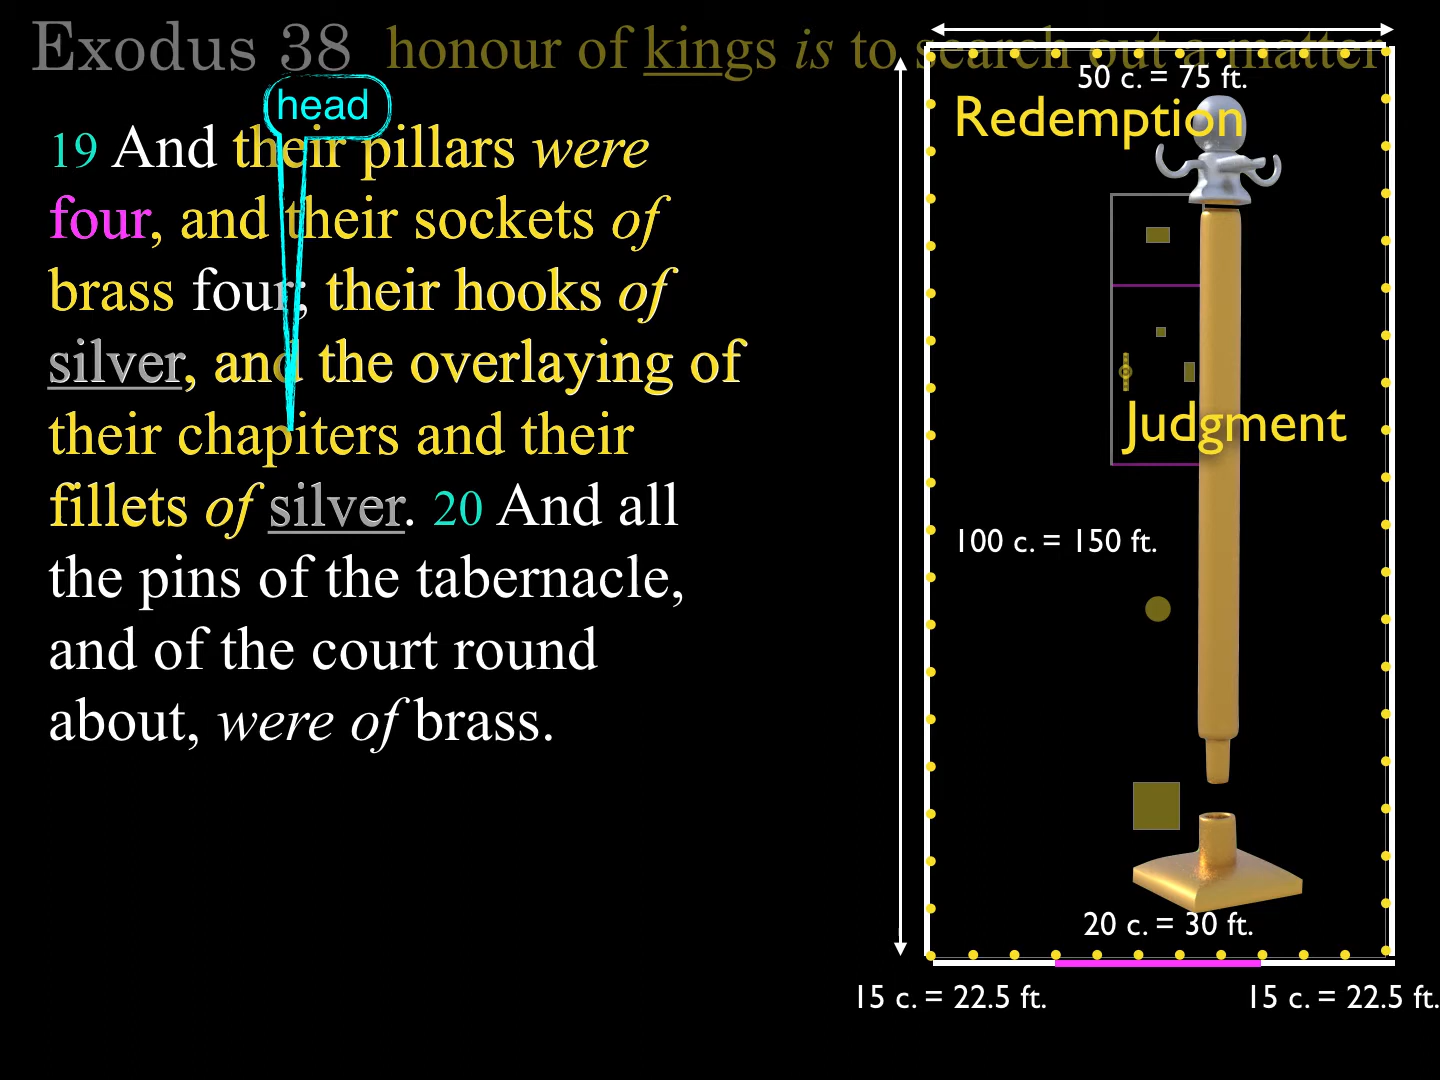 Exodus 38 honour of kings is to search out a matter
head
19 And their pillars were
four, and their sockets of
brass four; their hooks of
silver, and the overlaying of
their chapiters and their
fillets of silver. 20 And all
the pins of the tabernacle,
and of the court round
about, were of brass.
50 c. = 75 ft.
Redemption
Judgment
100 c. = 150 ft.
20 c. = 30 ft.
15 c. = 22.5 ft.
15 c. = 22.5 ft.